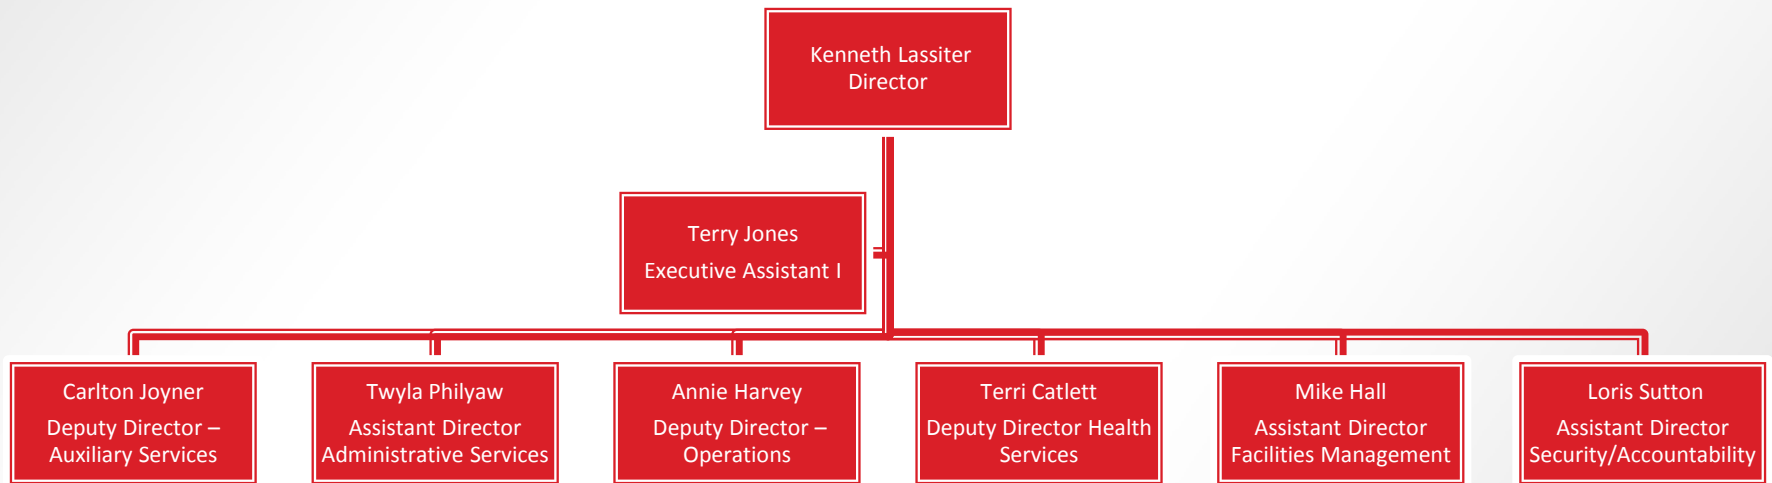 Kenneth Lassiter
Director
Terry Jones
Executive Assistant I
Carlton Joyner
Deputy Director –
Auxiliary Services
Twyla Philyaw
Assistant Director
Administrative Services
Annie Harvey
Deputy Director –
Operations
Terri Catlett
Deputy Director Health
Services
Mike Hall
Assistant Director
Facilities Management
Loris Sutton
Assistant Director
Security/Accountability